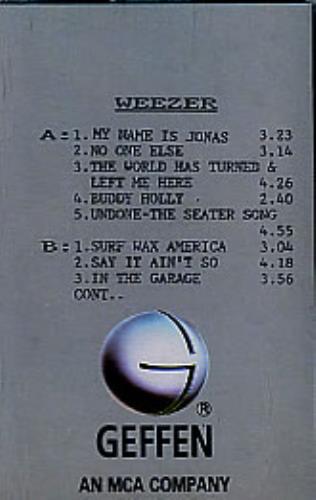 WEEZER
A: 1. MY NAME IS JONAS 3.23
2. NO ONE ELSE 3.14
3. THE WORLD HAS TURNED &
LEFT ME HERE 4.26
4. BUDDY HOLLY 2.40
5. UNDONE-THE SEATER SONG
4.55
B: 1. SURF WAX AMERICA 3.04
2. SAY IT AIN'T SO 4.18
3. IN THE GARAGE 3.56
CONT..
G
®
GEFFEN
AN MCA COMPANY